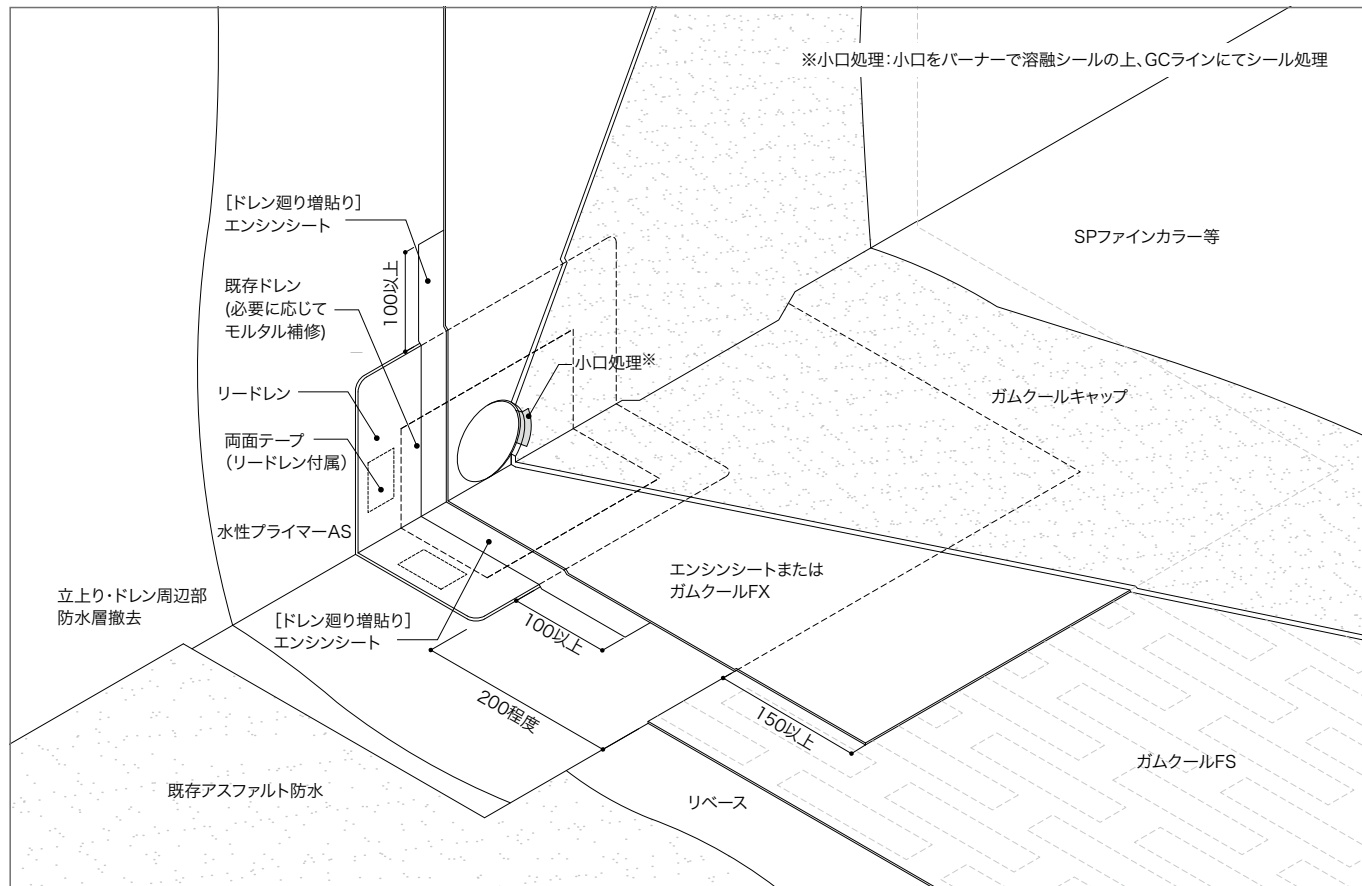 ※小口処理：小口をバーナーで溶融シールの上、GCラインにてシール処理
[ドレン廻り増貼り]
エンシンシート
100以上
SPファインカラー等
既存ドレン
(必要に応じて
モルタル補修)
小口処理※
リードレン
ガムクールキャップ
両面テープ
（リードレン付属）
水性プライマーAS
エンシンシートまたは
ガムクールFX
立上り・ドレン周辺部
防水層撤去
[ドレン廻り増貼り]
エンシンシート
100以上
200程度
150以上
ガムクールFS
既存アスファルト防水
リベース